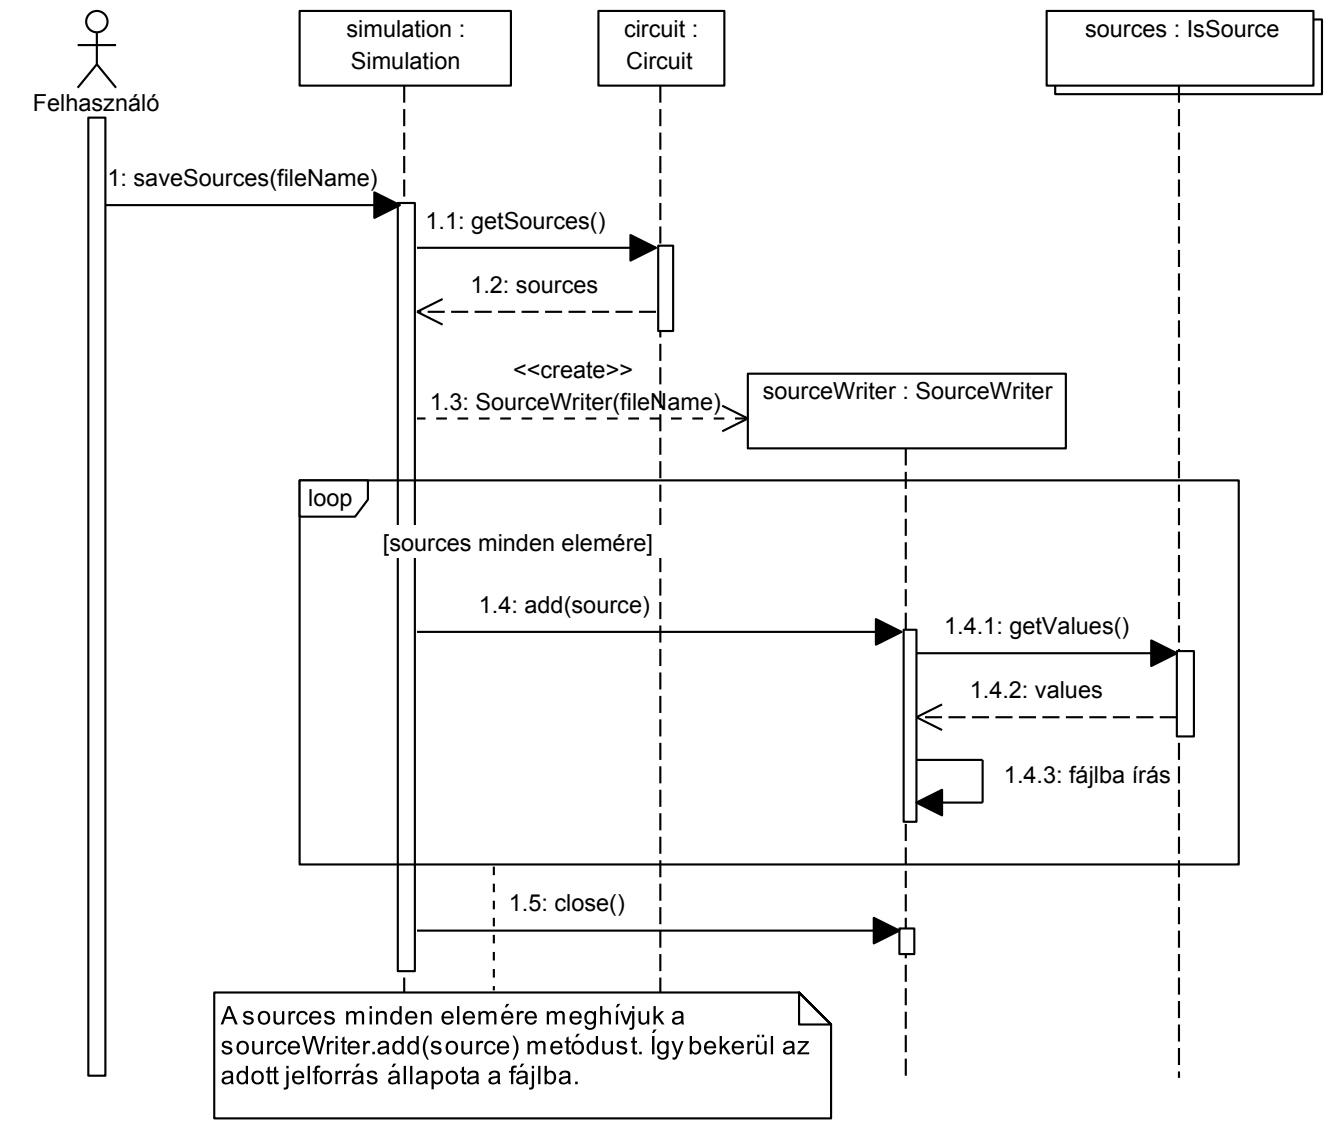 simulation :
Simulation
circuit :
Circuit
sources : IsSource
Felhasználó
1: saveSources(fileName)
1.1: getSources()
1.2: sources
<<create>>
1.3: SourceWriter(fileName)
sourceWriter : SourceWriter
loop
[sources minden elemére]
1.4: add(source)
1.4.1: getValues()
1.4.2: values
1.4.3: fájlba írás
1.5: close()
A sources minden elemére meghívjuk a
sourceWriter.add(source) metódust. Így bekerül az
adott jelforrás állapota a fájlba.